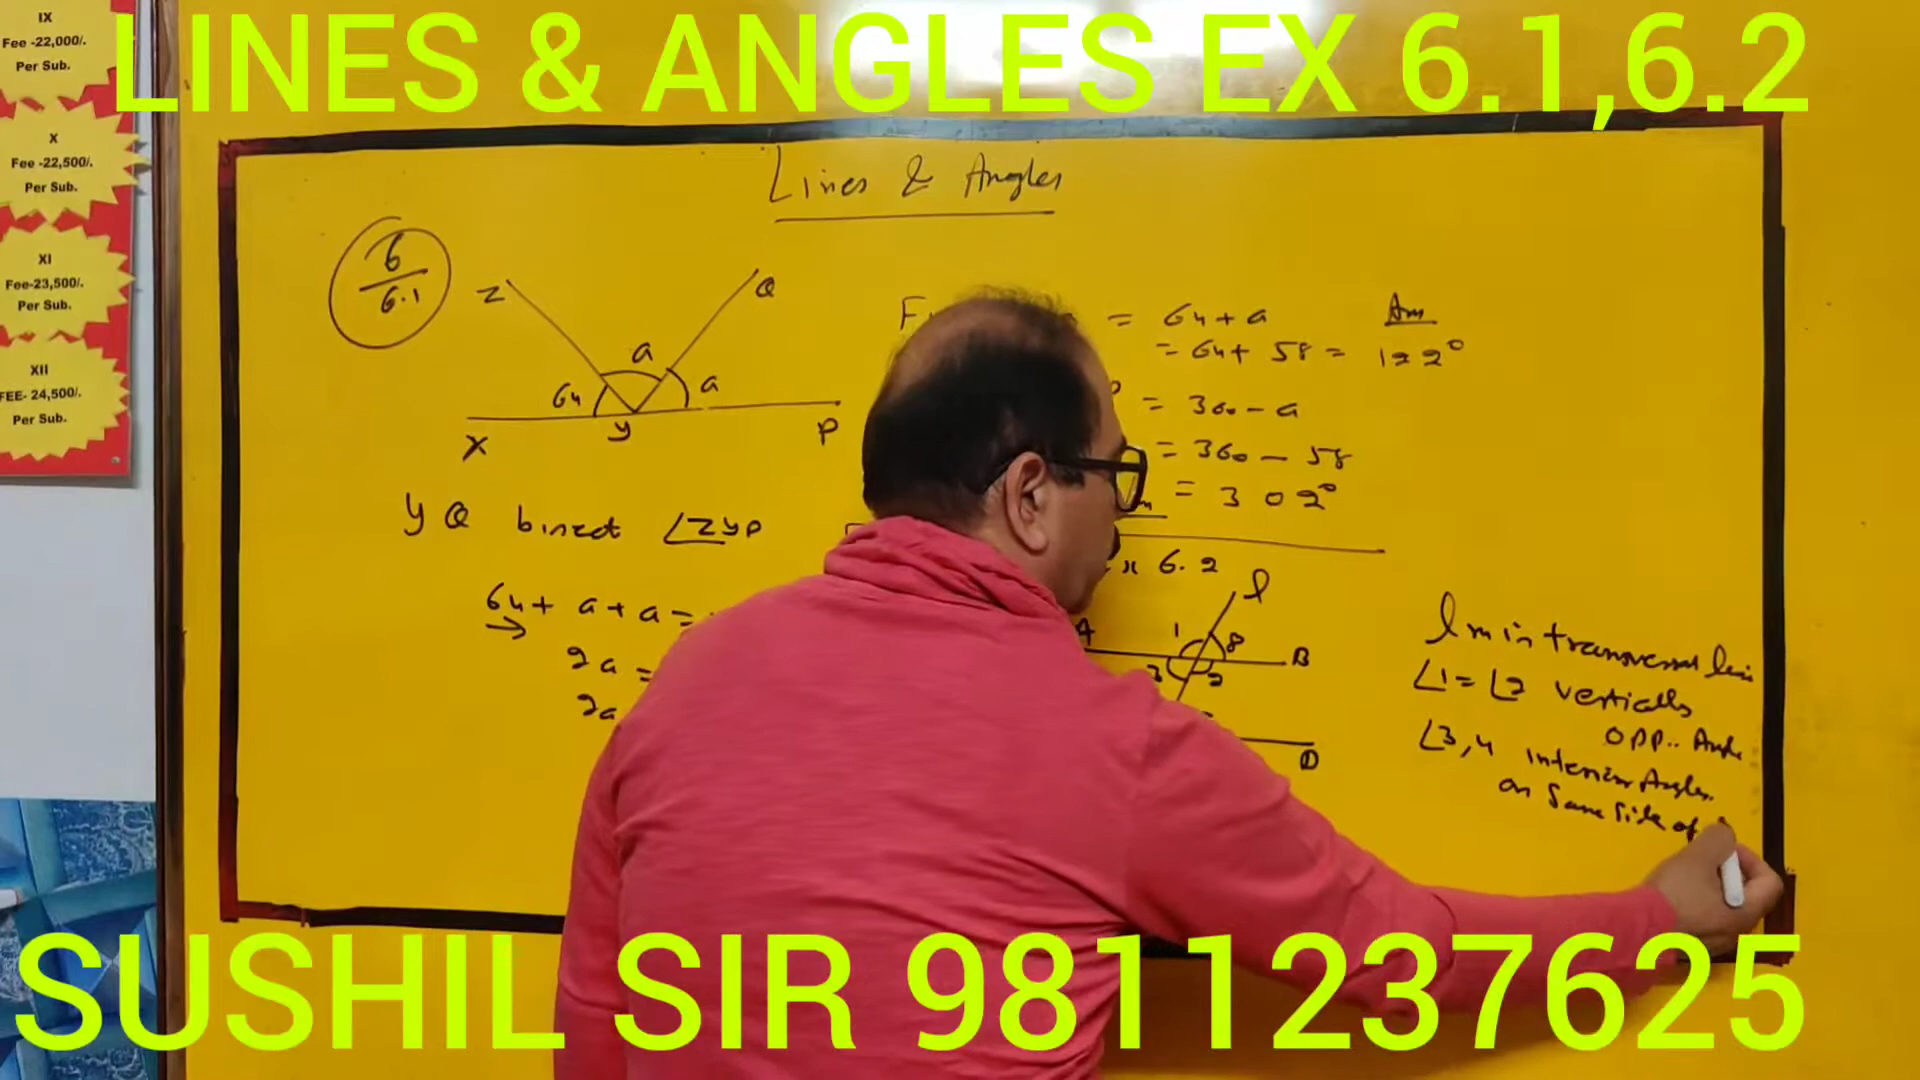 LINES & ANGLES EX 6.1,6.2
IX
Fee -22,000/.
Per Sub.
X
Fee -22,500/.
Per Sub.
XI
Fee-23,500/.
Per Sub.
XII
FEE- 24,500/.
Per Sub.
Lines & Angles
6
6.1
Z
Q
a
64
a
X
y
P
yQ bisect ∠ZYP
64 + a + a =
2a =
2a
= 64 + a
Ans
= 64 + 58 = 122°
= 360 - a
= 360 - 58
= 302°
6.2
l
A
1
8
B
3
2
D
lm is transversal line
∠1 = ∠2 vertically
opp.. Angle
∠3,4 interior Angles
on same side of
SUSHIL SIR 9811237625